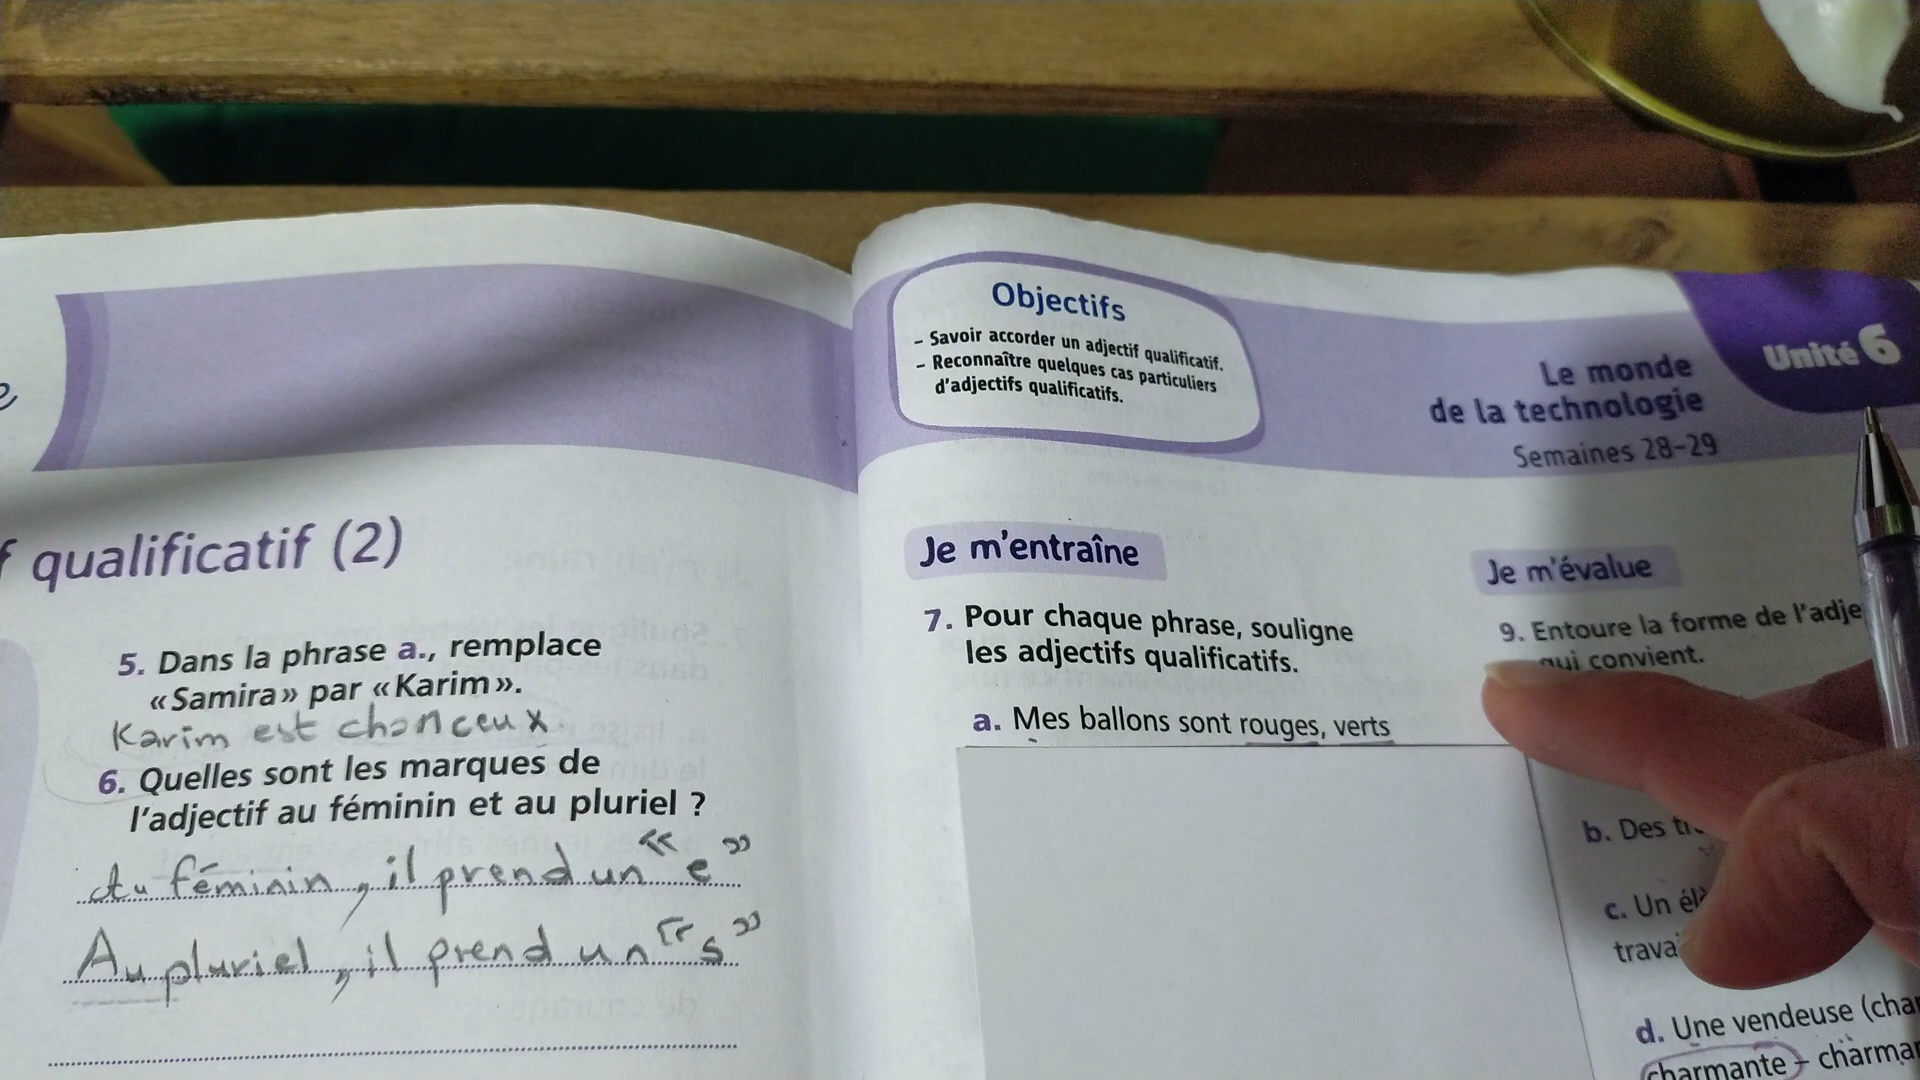 qualificatif (2)
5. Dans la phrase a., remplace
«Samira» par «Karim».
Karim est chanceux
6. Quelles sont les marques de
l'adjectif au féminin et au pluriel ?
Au féminin, il prend un « e »
Au pluriel, il prend un « s »
Objectifs
- Savoir accorder un adjectif qualificatif.
- Reconnaître quelques cas particuliers
d'adjectifs qualificatifs.
Le monde
de la technologie
Semaines 28-29
Unité 6
Je m'entraîne
7. Pour chaque phrase, souligne
les adjectifs qualificatifs.
a. Mes ballons sont rouges, verts
Je m'évalue
9. Entoure la forme de l'adje
qui convient.
b. Des
c. Un
d. Une vendeuse (char
charmante - charma